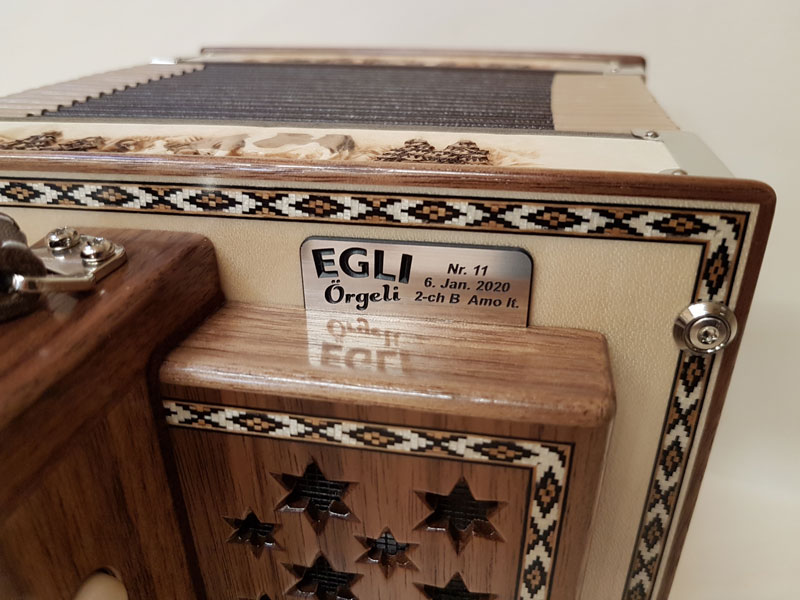 EGLI
Örgeli
Nr. 11
6. Jan. 2020
2-ch B Amo It.